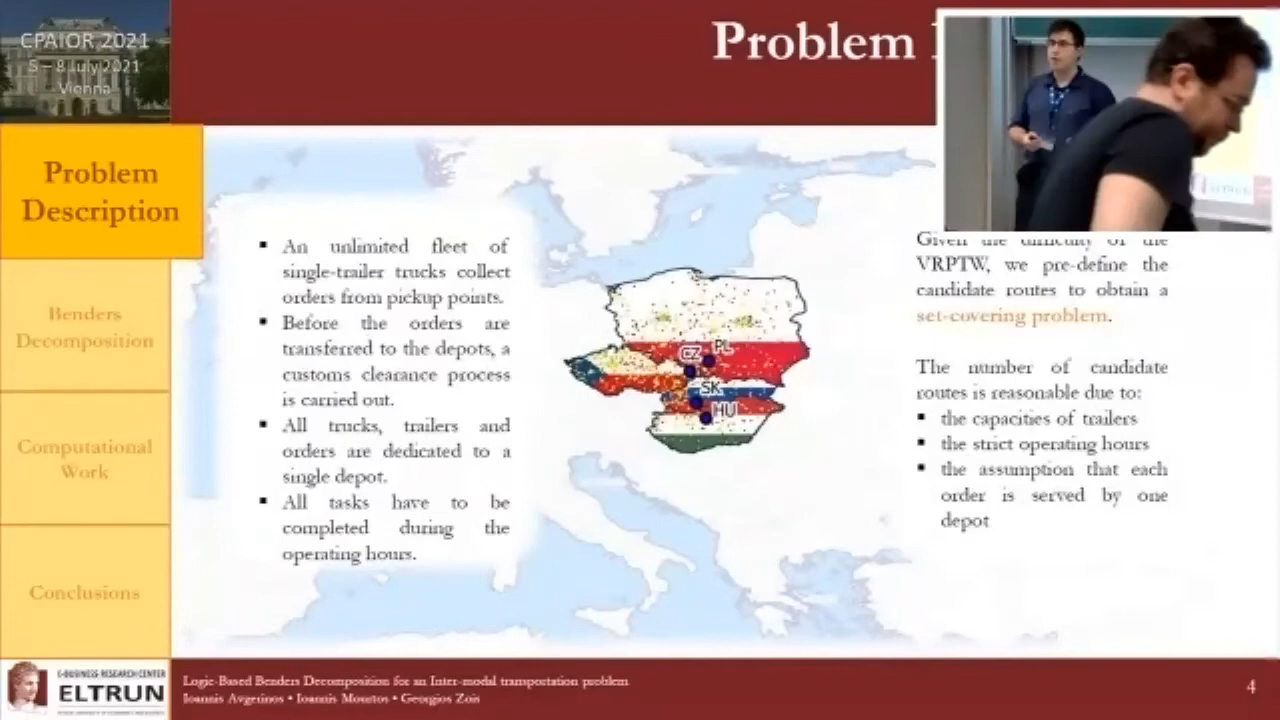 CPAIOR 2021
5 – 8 July 2021
Vienna
Problem
Problem
Description
Benders
Decomposition
Computational
Work
Conclusions
▪ An unlimited fleet of
single-trailer trucks collect
orders from pickup points.
▪ Before the orders are
transferred to the depots, a
customs clearance process
is carried out.
▪ All trucks, trailers and
orders are dedicated to a
single depot.
▪ All tasks have to be
completed during the
operating hours.
CZ
PL
SK
HU
Given the difficulty of the
VRPTW, we pre-define the
candidate routes to obtain a
set-covering problem.
The number of candidate
routes is reasonable due to:
▪ the capacities of trailers
▪ the strict operating hours
▪ the assumption that each
order is served by one
depot
E-BUSINESS RESEARCH CENTER
ELTRUN
Logic-Based Benders Decomposition for an Inter-modal transportation problem
Ioannis Avgerinos • Ioannis Mourtos • Georgios Zois
4